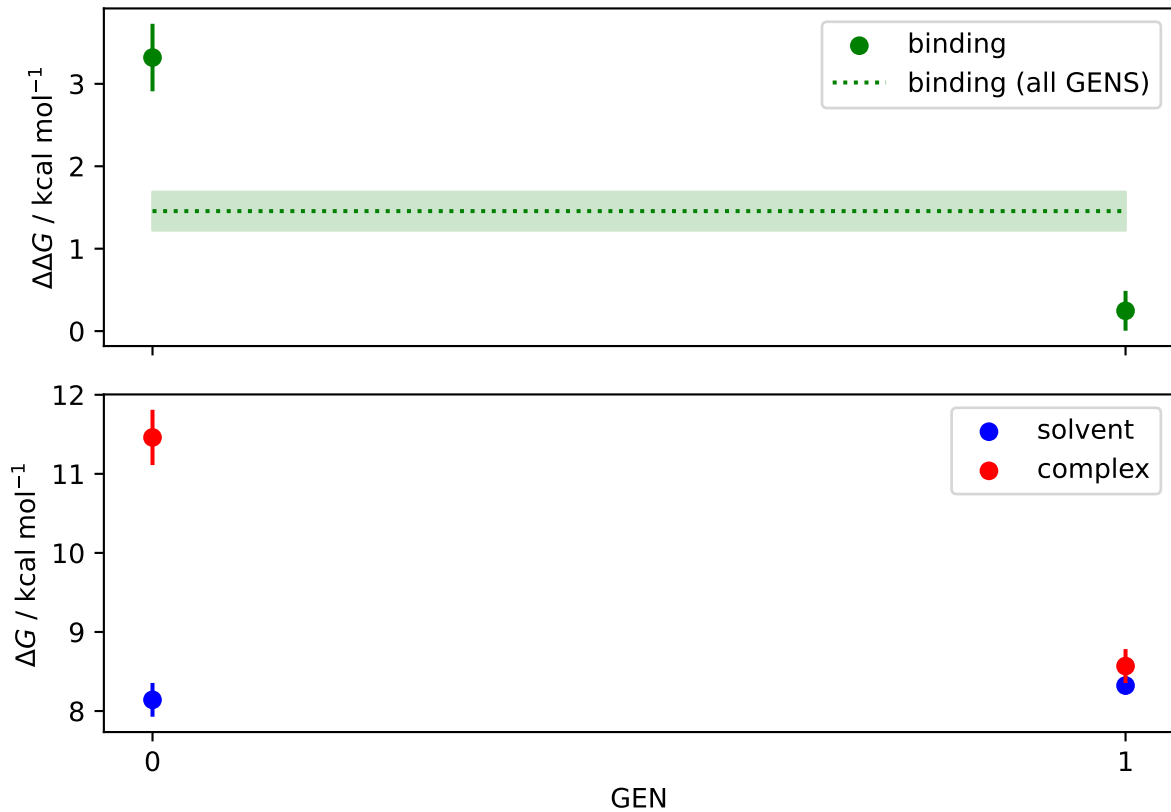 ΔΔG / kcal mol⁻¹
3
2
1
0
binding
binding (all GENS)
ΔG / kcal mol⁻¹
12
11
10
9
8
solvent
complex
0
1
GEN